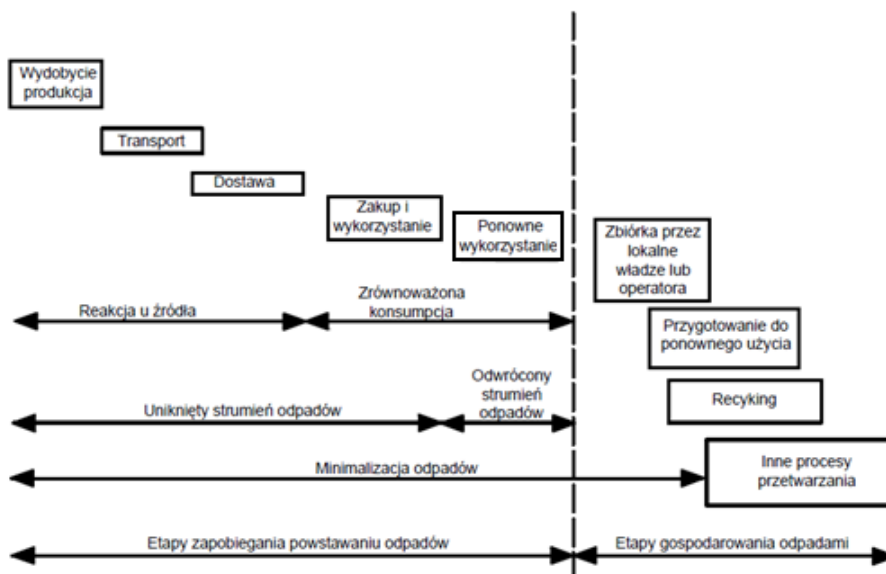 Wydobycie
produkcja
Transport
Dostawa
Zakup i
wykorzystanie
Ponowne
wykorzystanie
Zbiórka przez
lokalne
władze lub
operatora
Reakcja u źródła
Zrównoważona
konsumpcja
Przygotowanie do
ponownego użycia
Odwrócony
strumień
odpadów
Uniknięty strumień odpadów
Recyking
Minimalizacja odpadów
Inne procesy
przetwarzania
Etapy zapobiegania powstawaniu odpadów
Etapy gospodarowania odpadami